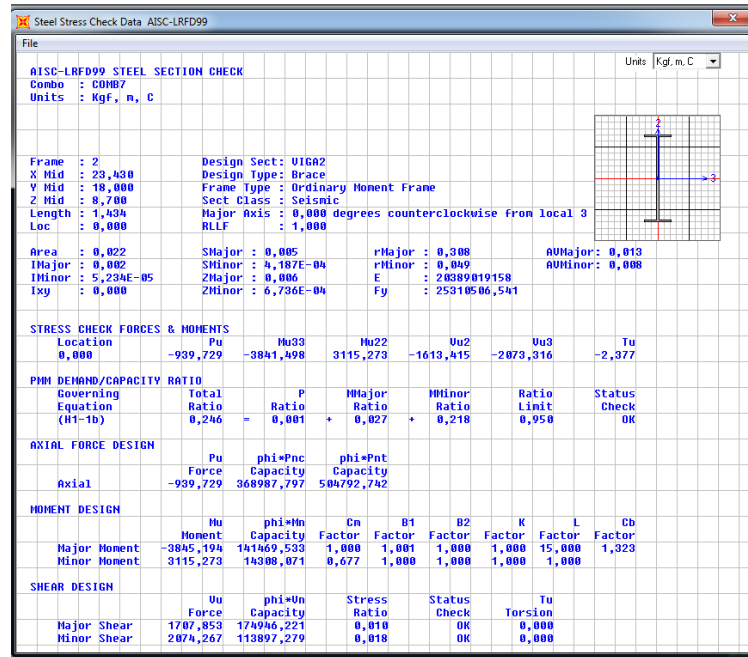 Steel Stress Check Data AISC-LRFD99
File
Units Kgf, m, C
AISC-LRFD99 STEEL SECTION CHECK
Combo : COMB7
Units : Kgf, m, C
2
3
Frame : 2 Design Sect: VIGA2
X Mid : 23,430 Design Type: Brace
Y Mid : 18,000 Frame Type : Ordinary Moment Frame
Z Mid : 8,700 Sect Class : Seismic
Length : 1,434 Major Axis : 0,000 degrees counterclockwise from local 3
Loc : 0,000 RLLF : 1,000
Area : 0,022 SMajor : 0,005 rMajor : 0,308 AVMajor: 0,013
IMajor : 0,002 SMinor : 4,187E-04 rMinor : 0,049 AVMinor: 0,008
IMinor : 5,234E-05 ZMajor : 0,006 E : 20389019158
Ixy : 0,000 ZMinor : 6,736E-04 Fy : 25310506,541
STRESS CHECK FORCES & MOMENTS
Location Pu Mu33 Mu22 Vu2 Vu3 Tu
0,000 -939,729 -3841,498 3115,273 -1613,415 -2073,316 -2,377
PMM DEMAND/CAPACITY RATIO
Governing Total P MMajor MMinor Ratio Status
Equation Ratio Ratio Ratio Ratio Limit Check
(H1-1b) 0,246 = 0,001 + 0,027 + 0,218 0,950 OK
AXIAL FORCE DESIGN
Pu phi*Pnc phi*Pnt
Force Capacity Capacity
Axial -939,729 368987,797 504792,742
MOMENT DESIGN
Mu phi*Mn Cm B1 B2 K L Cb
Moment Capacity Factor Factor Factor Factor Factor Factor
Major Moment -3845,194 141469,533 1,000 1,001 1,000 1,000 15,000 1,323
Minor Moment 3115,273 14308,071 0,677 1,000 1,000 1,000 1,000
SHEAR DESIGN
Vu phi*Vn Stress Status Tu
Force Capacity Ratio Check Torsion
Major Shear 1707,853 174946,221 0,010 OK 0,000
Minor Shear 2074,267 113897,279 0,018 OK 0,000